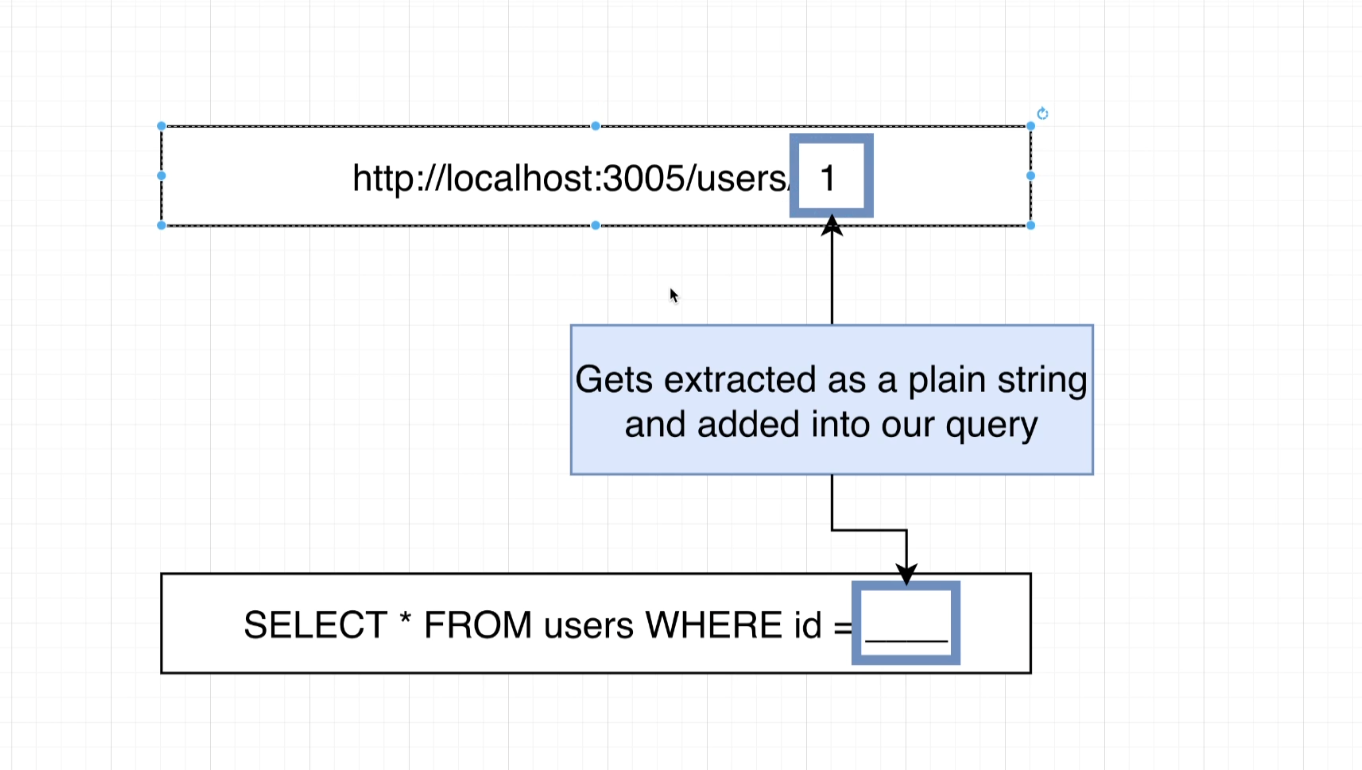 http://localhost:3005/users/ 1
Gets extracted as a plain string
and added into our query
SELECT * FROM users WHERE id = _____